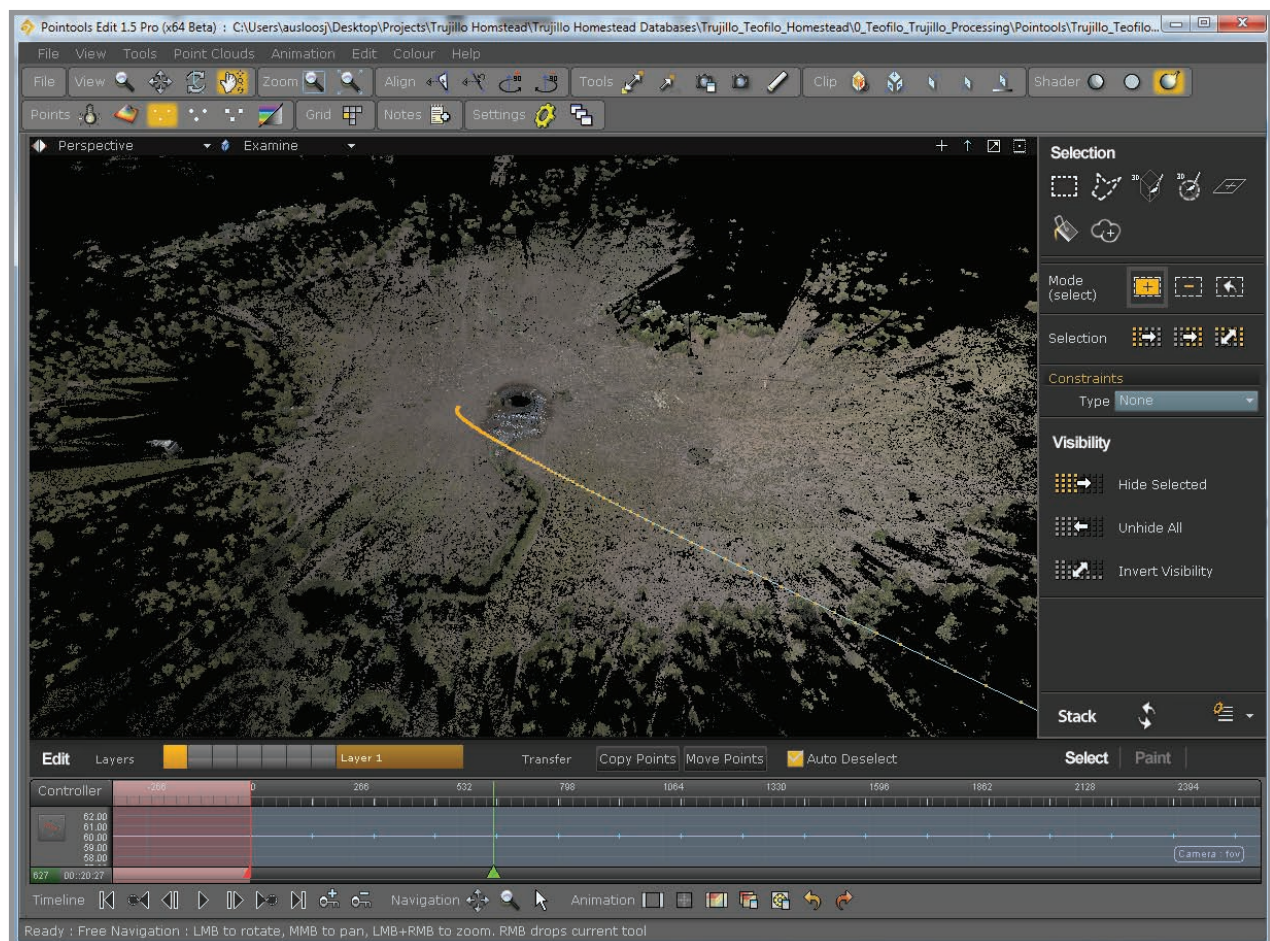 Pointools Edit 1.5 Pro (x64 Beta) : C:\Users\ausloosj\Desktop\Projects\Trujillo Homstead\Trujillo Homestead Databases\Trujillo_Teofilo_Homestead\0_Teofilo_Trujillo_Processing\Pointools\Trujillo_Teofilo...
File View Tools Point Clouds Animation Edit Colour Help
File View Zoom Align Tools Clip Shader
Points Grid Notes Settings
Perspective Examine
Selection
3D 3D
Mode
(select)
Selection
Constraints
Type None
Visibility
Hide Selected
Unhide All
Invert Visibility
Stack
Edit Layers Layer 1 Transfer Copy Points Move Points Auto Deselect Select Paint
Controller -266 0 266 532 798 1064 1330 1596 1862 2128 2394
62.00
61.00
60.00
59.00
58.00
Camera : fov
627 00::20:27
Timeline Navigation Animation
Ready : Free Navigation : LMB to rotate, MMB to pan, LMB+RMB to zoom. RMB drops current tool